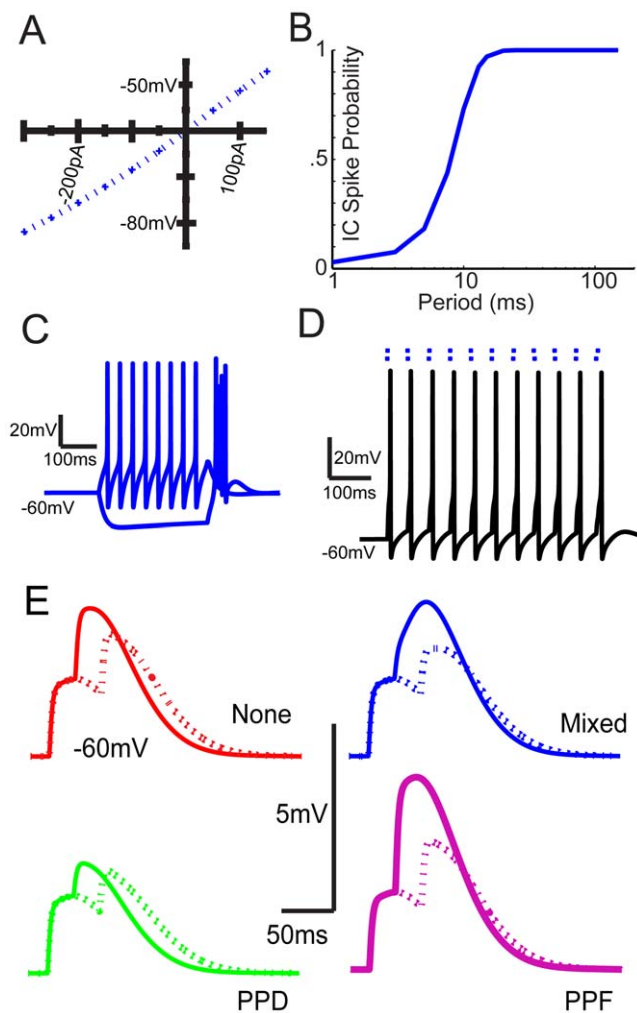 A
-50mV
-200pA
100pA
-80mV
B
IC Spike Probability
1
.5
0
1
10
100
Period (ms)
C
20mV
100ms
-60mV
D
20mV
100ms
-60mV
E
None
-60mV
Mixed
5mV
50ms
PPD
PPF